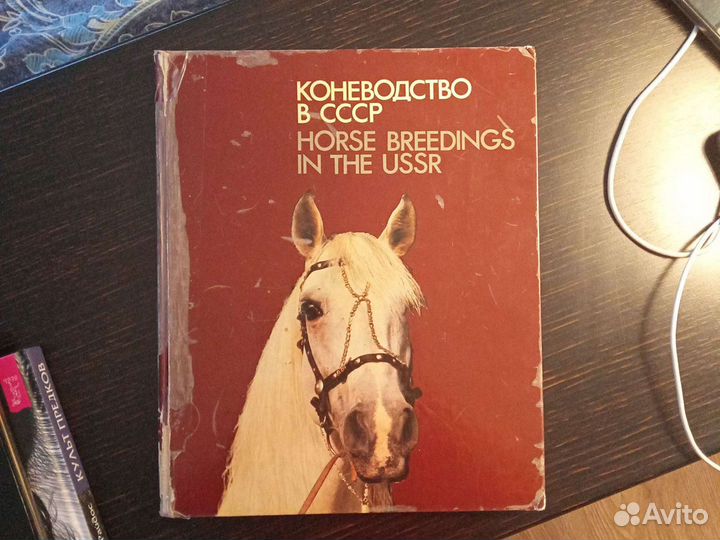 КОНЕВОДСТВО
В СССР
HORSE BREEDINGS
IN THE USSR
КУЛЬТ ПРЕДКОВ
Avito